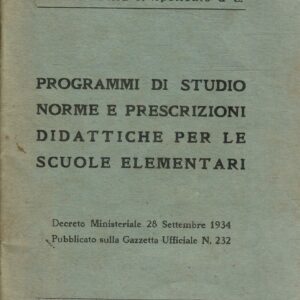 PROGRAMMI DI STUDIO
NORME E PRESCRIZIONI
DIDATTICHE PER LE
SCUOLE ELEMENTARI
Decreto Ministeriale 28 Settembre 1934
Pubblicato sulla Gazzetta Ufficiale N. 232